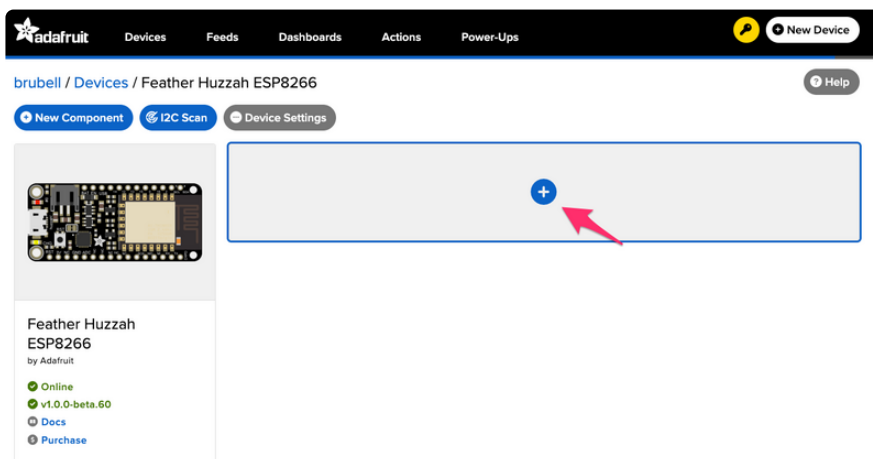 adafruit Devices Feeds Dashboards Actions Power-Ups New Device
brubell / Devices / Feather Huzzah ESP8266 Help
New Component I2C Scan Device Settings
Feather Huzzah
ESP8266
by Adafruit
Online
v1.0.0-beta.60
Docs
Purchase